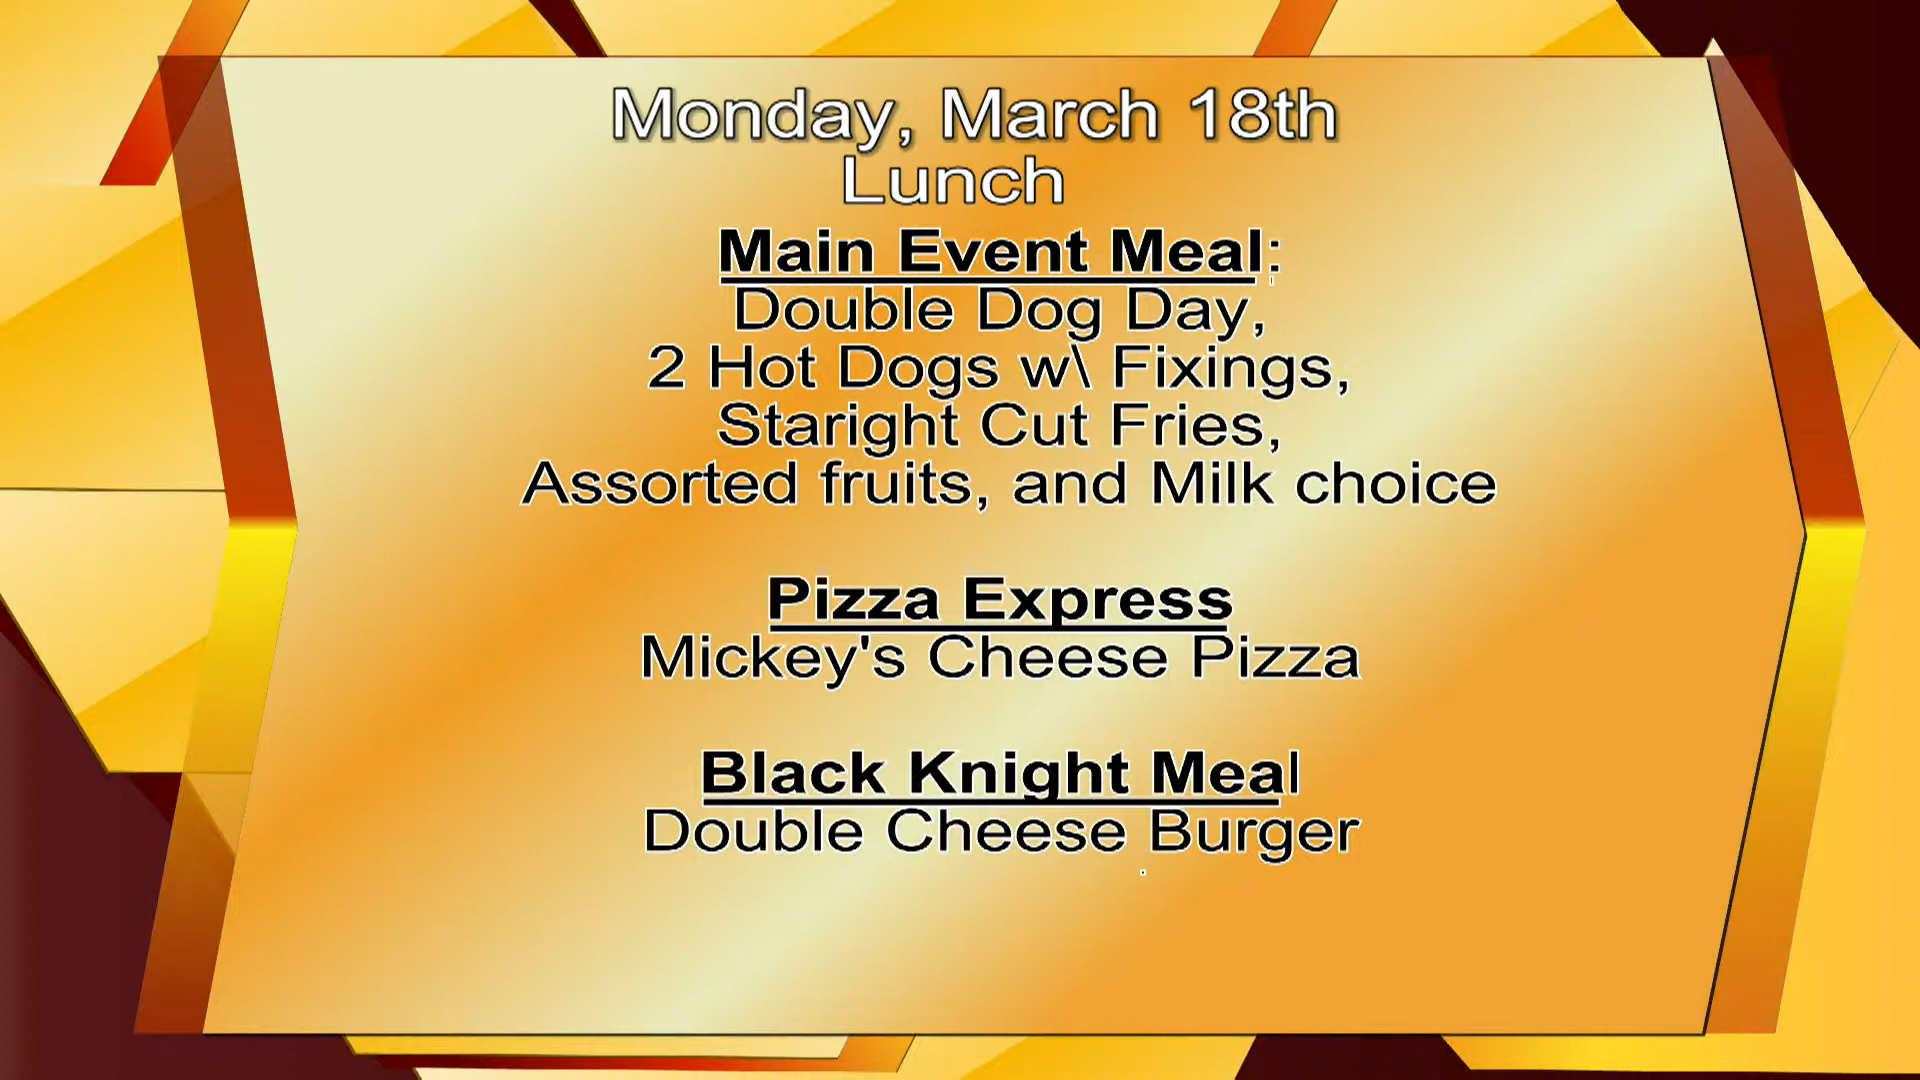 Monday, March 18th
Lunch
Main Event Meal:
Double Dog Day,
2 Hot Dogs w\ Fixings,
Staright Cut Fries,
Assorted fruits, and Milk choice
Pizza Express
Mickey's Cheese Pizza
Black Knight Meal
Double Cheese Burger